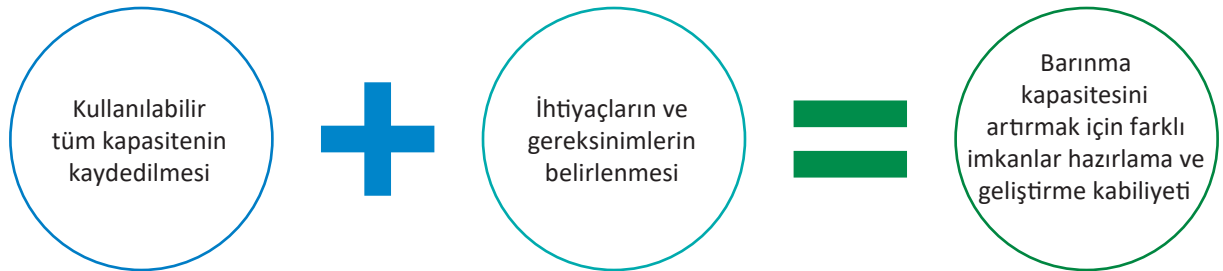 Kullanılabilir
tüm kapasitenin
kaydedilmesi
İhtiyaçların ve
gereksinimlerin
belirlenmesi
Barınma
kapasitesini
artırmak için farklı
imkanlar hazırlama ve
geliştirme kabiliyeti